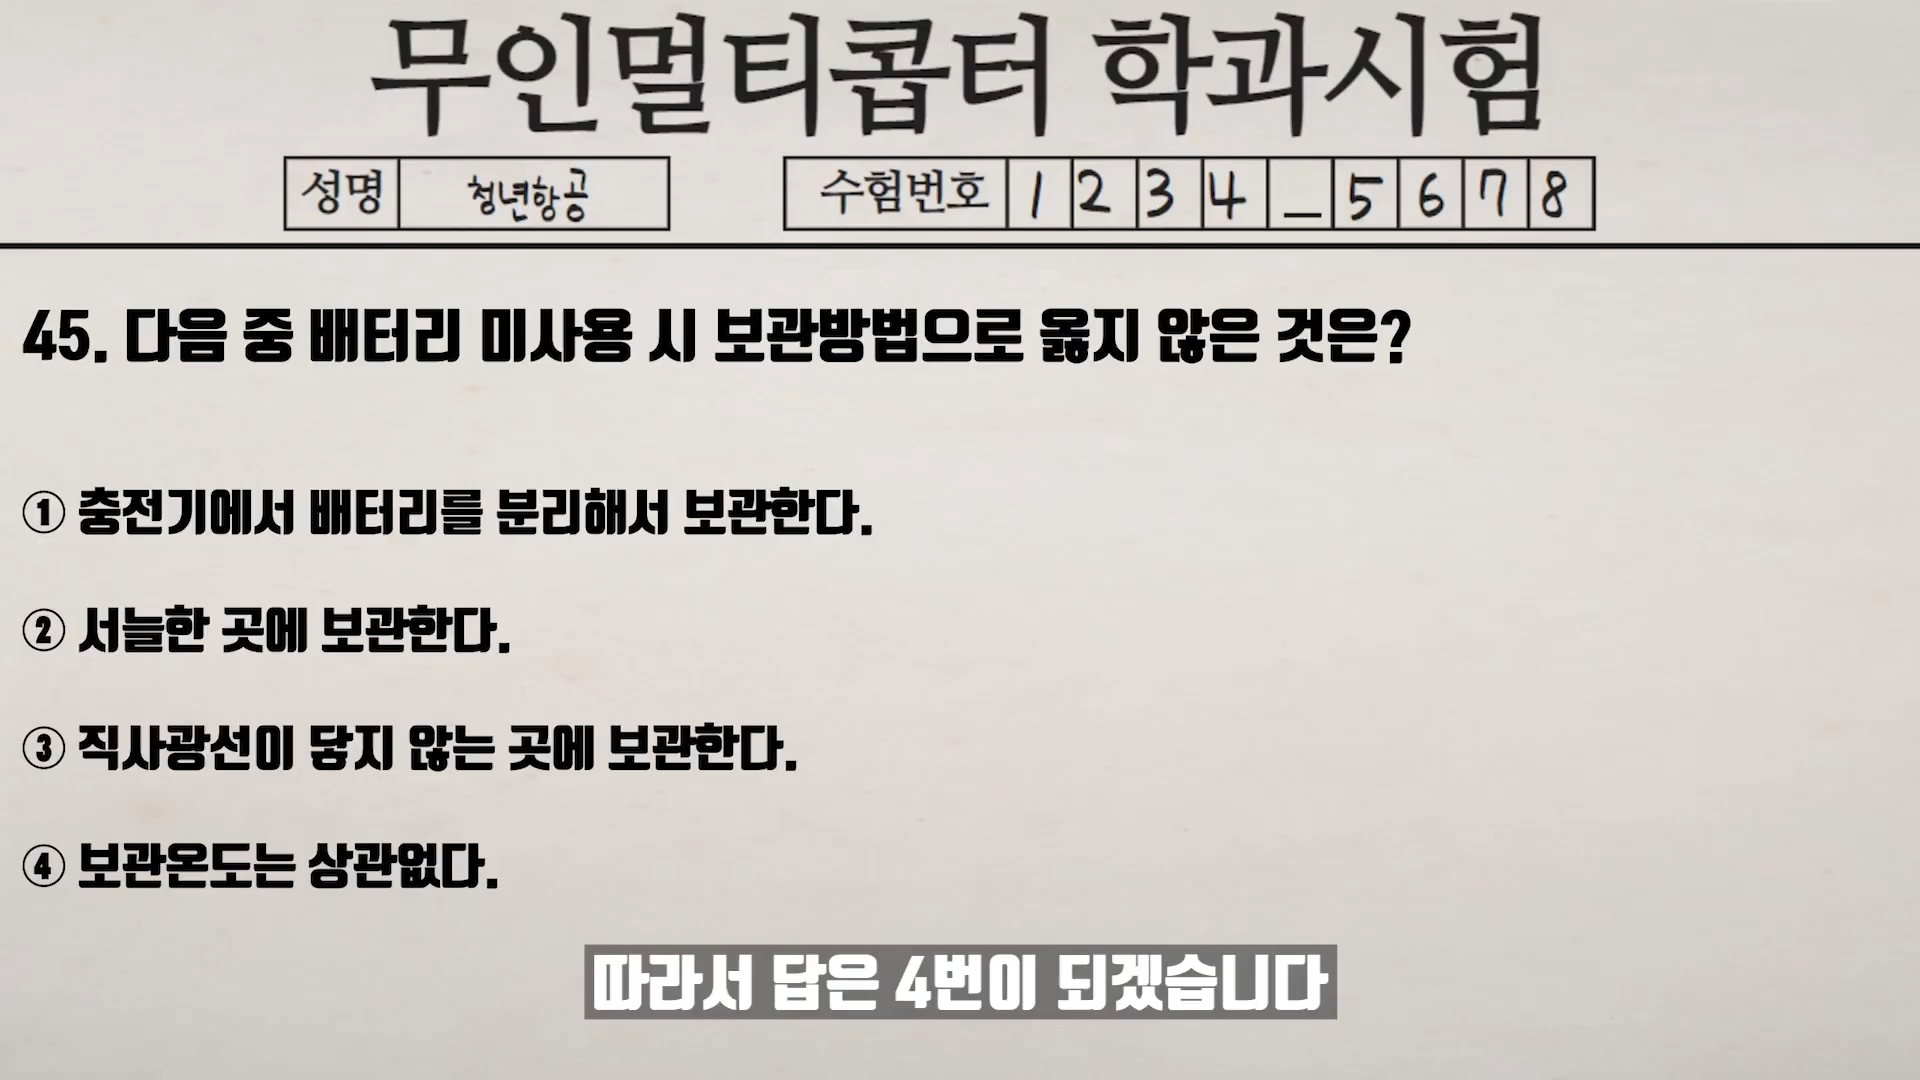 무인멀티콥터 학과시험
성명 청년항공 수험번호 1 2 3 4 _ 5 6 7 8
45. 다음 중 배터리 미사용 시 보관방법으로 옳지 않은 것은?
① 충전기에서 배터리를 분리해서 보관한다.
② 서늘한 곳에 보관한다.
③ 직사광선이 닿지 않는 곳에 보관한다.
④ 보관온도는 상관없다.
따라서 답은 4번이 되겠습니다